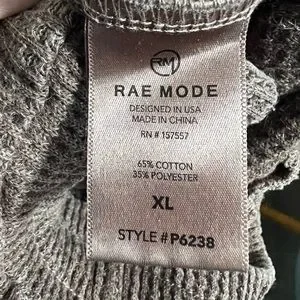 RM
RAE MODE
DESIGNED IN USA
MADE IN CHINA
RN # 157557
65% COTTON
35% POLYESTER
XL
STYLE # P6238